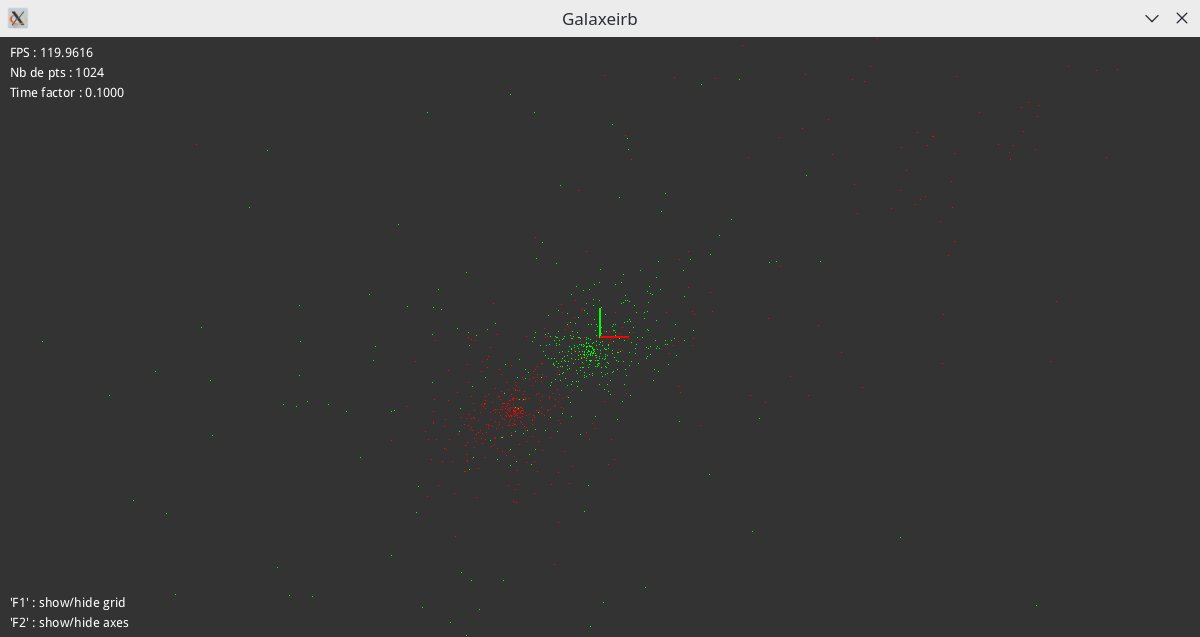 Galaxeirb
FPS : 119.9616
Nb de pts : 1024
Time factor : 0.1000
'F1' : show/hide grid
'F2' : show/hide axes